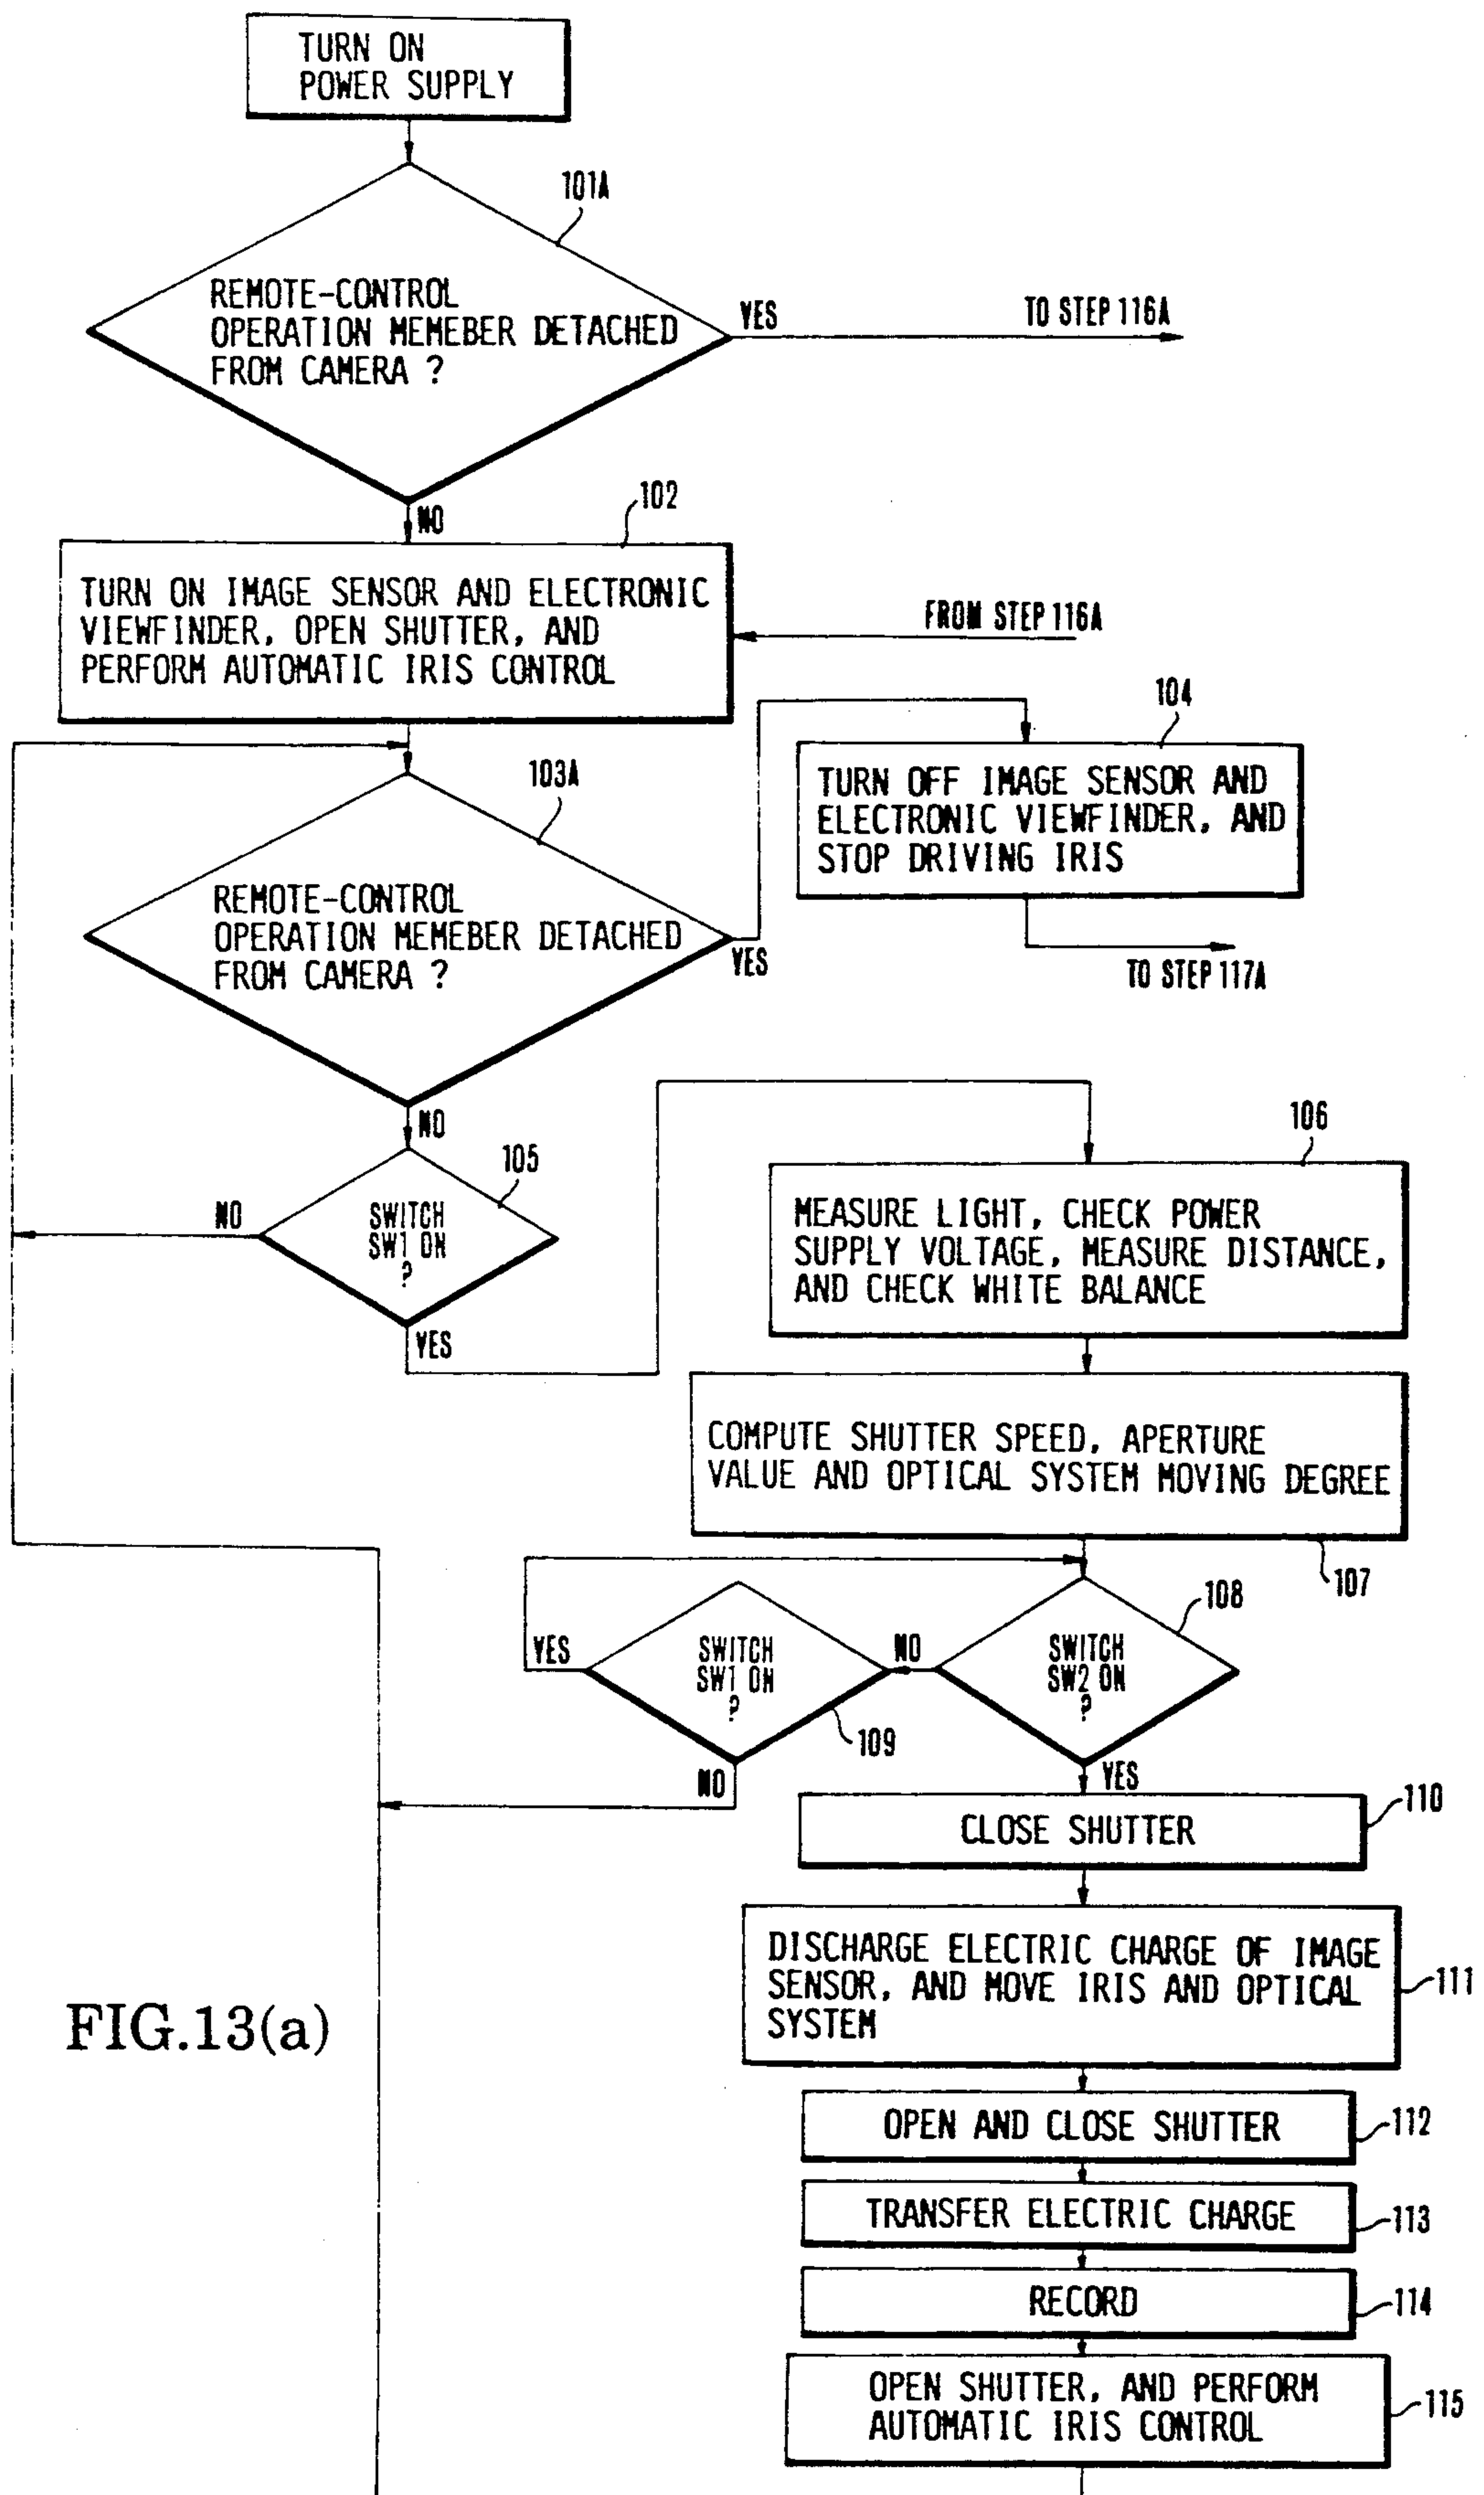 TURN ON
POWER SUPPLY
101A
REMOTE-CONTROL
OPERATION MEMEBER DETACHED
FROM CAMERA ?
YES
TO STEP 116A
NO
102
TURN ON IMAGE SENSOR AND ELECTRONIC
VIEWFINDER, OPEN SHUTTER, AND
PERFORM AUTOMATIC IRIS CONTROL
FROM STEP 116A
103A
REMOTE-CONTROL
OPERATION MEMEBER DETACHED
FROM CAMERA ?
YES
104
TURN OFF IMAGE SENSOR AND
ELECTRONIC VIEWFINDER, AND
STOP DRIVING IRIS
TO STEP 117A
NO
105
SWITCH
SW1 ON
?
NO
YES
106
MEASURE LIGHT, CHECK POWER
SUPPLY VOLTAGE, MEASURE DISTANCE,
AND CHECK WHITE BALANCE
COMPUTE SHUTTER SPEED, APERTURE
VALUE AND OPTICAL SYSTEM MOVING DEGREE
107
108
SWITCH
SW2 ON
?
NO
YES
SWITCH
SW1 ON
?
109
YES
NO
CLOSE SHUTTER
110
DISCHARGE ELECTRIC CHARGE OF IMAGE
SENSOR, AND MOVE IRIS AND OPTICAL
SYSTEM
111
FIG.13(a)
OPEN AND CLOSE SHUTTER
112
TRANSFER ELECTRIC CHARGE
113
RECORD
114
OPEN SHUTTER, AND PERFORM
AUTOMATIC IRIS CONTROL
115